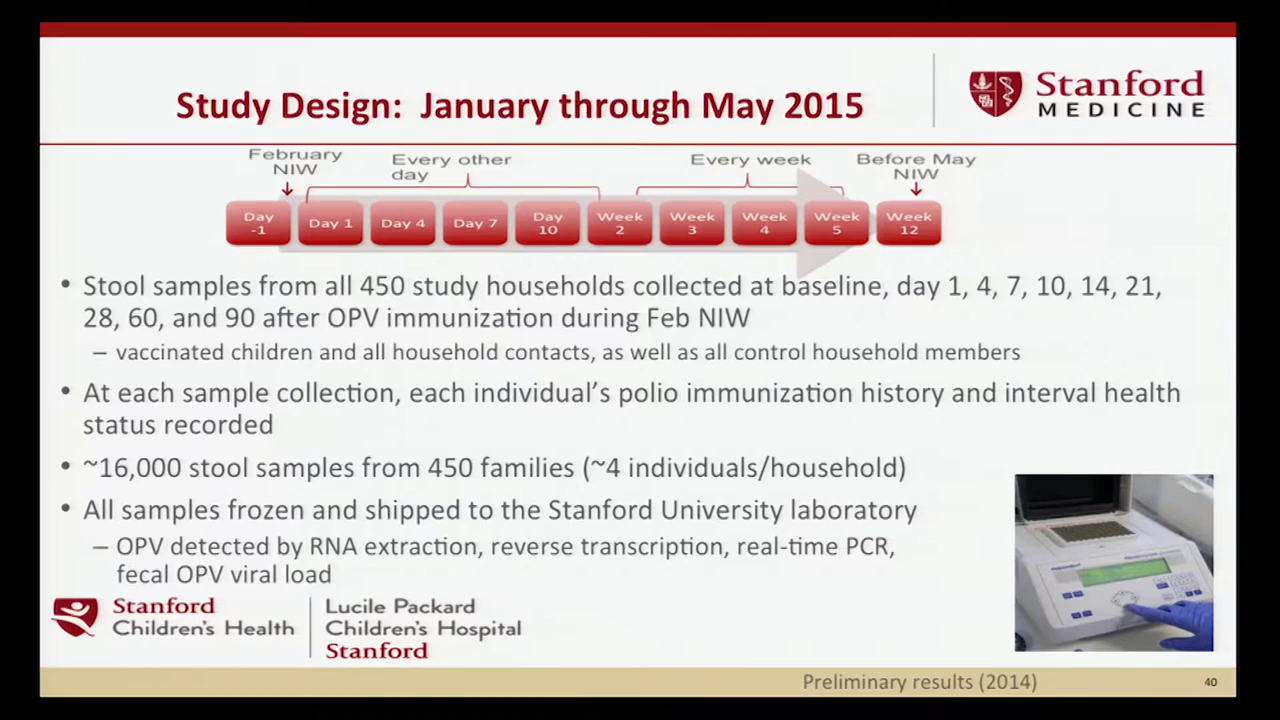 Study Design: January through May 2015
Stanford
MEDICINE
February
NIW
Every other
day
Every week
Before May
NIW
Day
-1
Day 1
Day 4
Day 7
Day
10
Week
2
Week
3
Week
4
Week
5
Week
12
• Stool samples from all 450 study households collected at baseline, day 1, 4, 7, 10, 14, 21,
28, 60, and 90 after OPV immunization during Feb NIW
– vaccinated children and all household contacts, as well as all control household members
• At each sample collection, each individual’s polio immunization history and interval health
status recorded
• ~16,000 stool samples from 450 families (~4 individuals/household)
• All samples frozen and shipped to the Stanford University laboratory
– OPV detected by RNA extraction, reverse transcription, real-time PCR,
fecal OPV viral load
Stanford
Children's Health
Lucile Packard
Children's Hospital
Stanford
Preliminary results (2014)
40